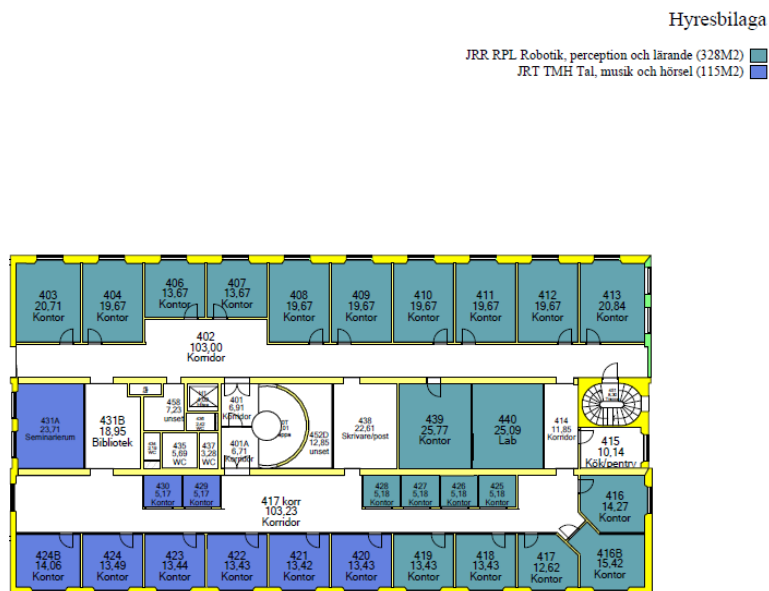 Hyresbilaga
JRR RPL Robotik, perception och lärande (328M2)
JRT TMH Tal, musik och hörsel (115M2)
403
20,71
Kontor
404
19,67
Kontor
406
13,67
Kontor
407
13,67
Kontor
408
19,67
Kontor
409
19,67
Kontor
410
19,67
Kontor
411
19,67
Kontor
412
19,67
Kontor
413
20,84
Kontor
402
103,00
Korridor
431A
23,71
Seminarierum
431B
18,95
Bibliotek
458
7,23
unset
435
5,69
WC
437
3,28
WC
401
6,91
Korridor
401A
6,71
Korridor
452D
12,85
unset
438
22,61
Skrivare/post
439
25,77
Kontor
440
25,09
Lab
414
11,85
Korridor
415
10,14
Kök/pentry
430
5,17
Kontor
429
5,17
Kontor
417 korr
103,23
Korridor
428
5,18
Kontor
427
5,18
Kontor
426
5,18
Kontor
425
5,18
Kontor
416
14,27
Kontor
424B
14,06
Kontor
424
13,49
Kontor
423
13,44
Kontor
422
13,43
Kontor
421
13,42
Kontor
420
13,43
Kontor
419
13,43
Kontor
418
13,43
Kontor
417
12,62
Kontor
416B
15,42
Kontor